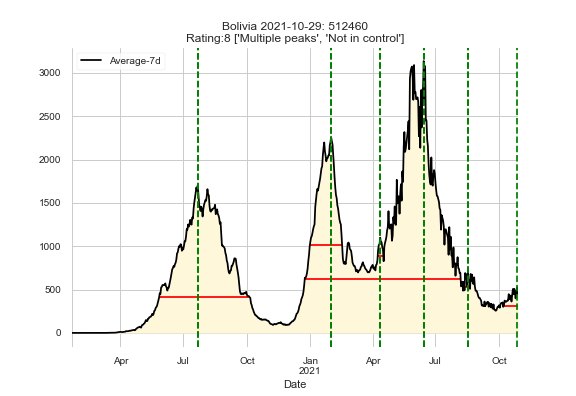 Bolivia 2021-10-29: 512460
Rating:8 ['Multiple peaks', 'Not in control']
Average-7d
3000
2500
2000
1500
1000
500
0
Apr Jul Oct Jan Apr Jul Oct
2021
Date